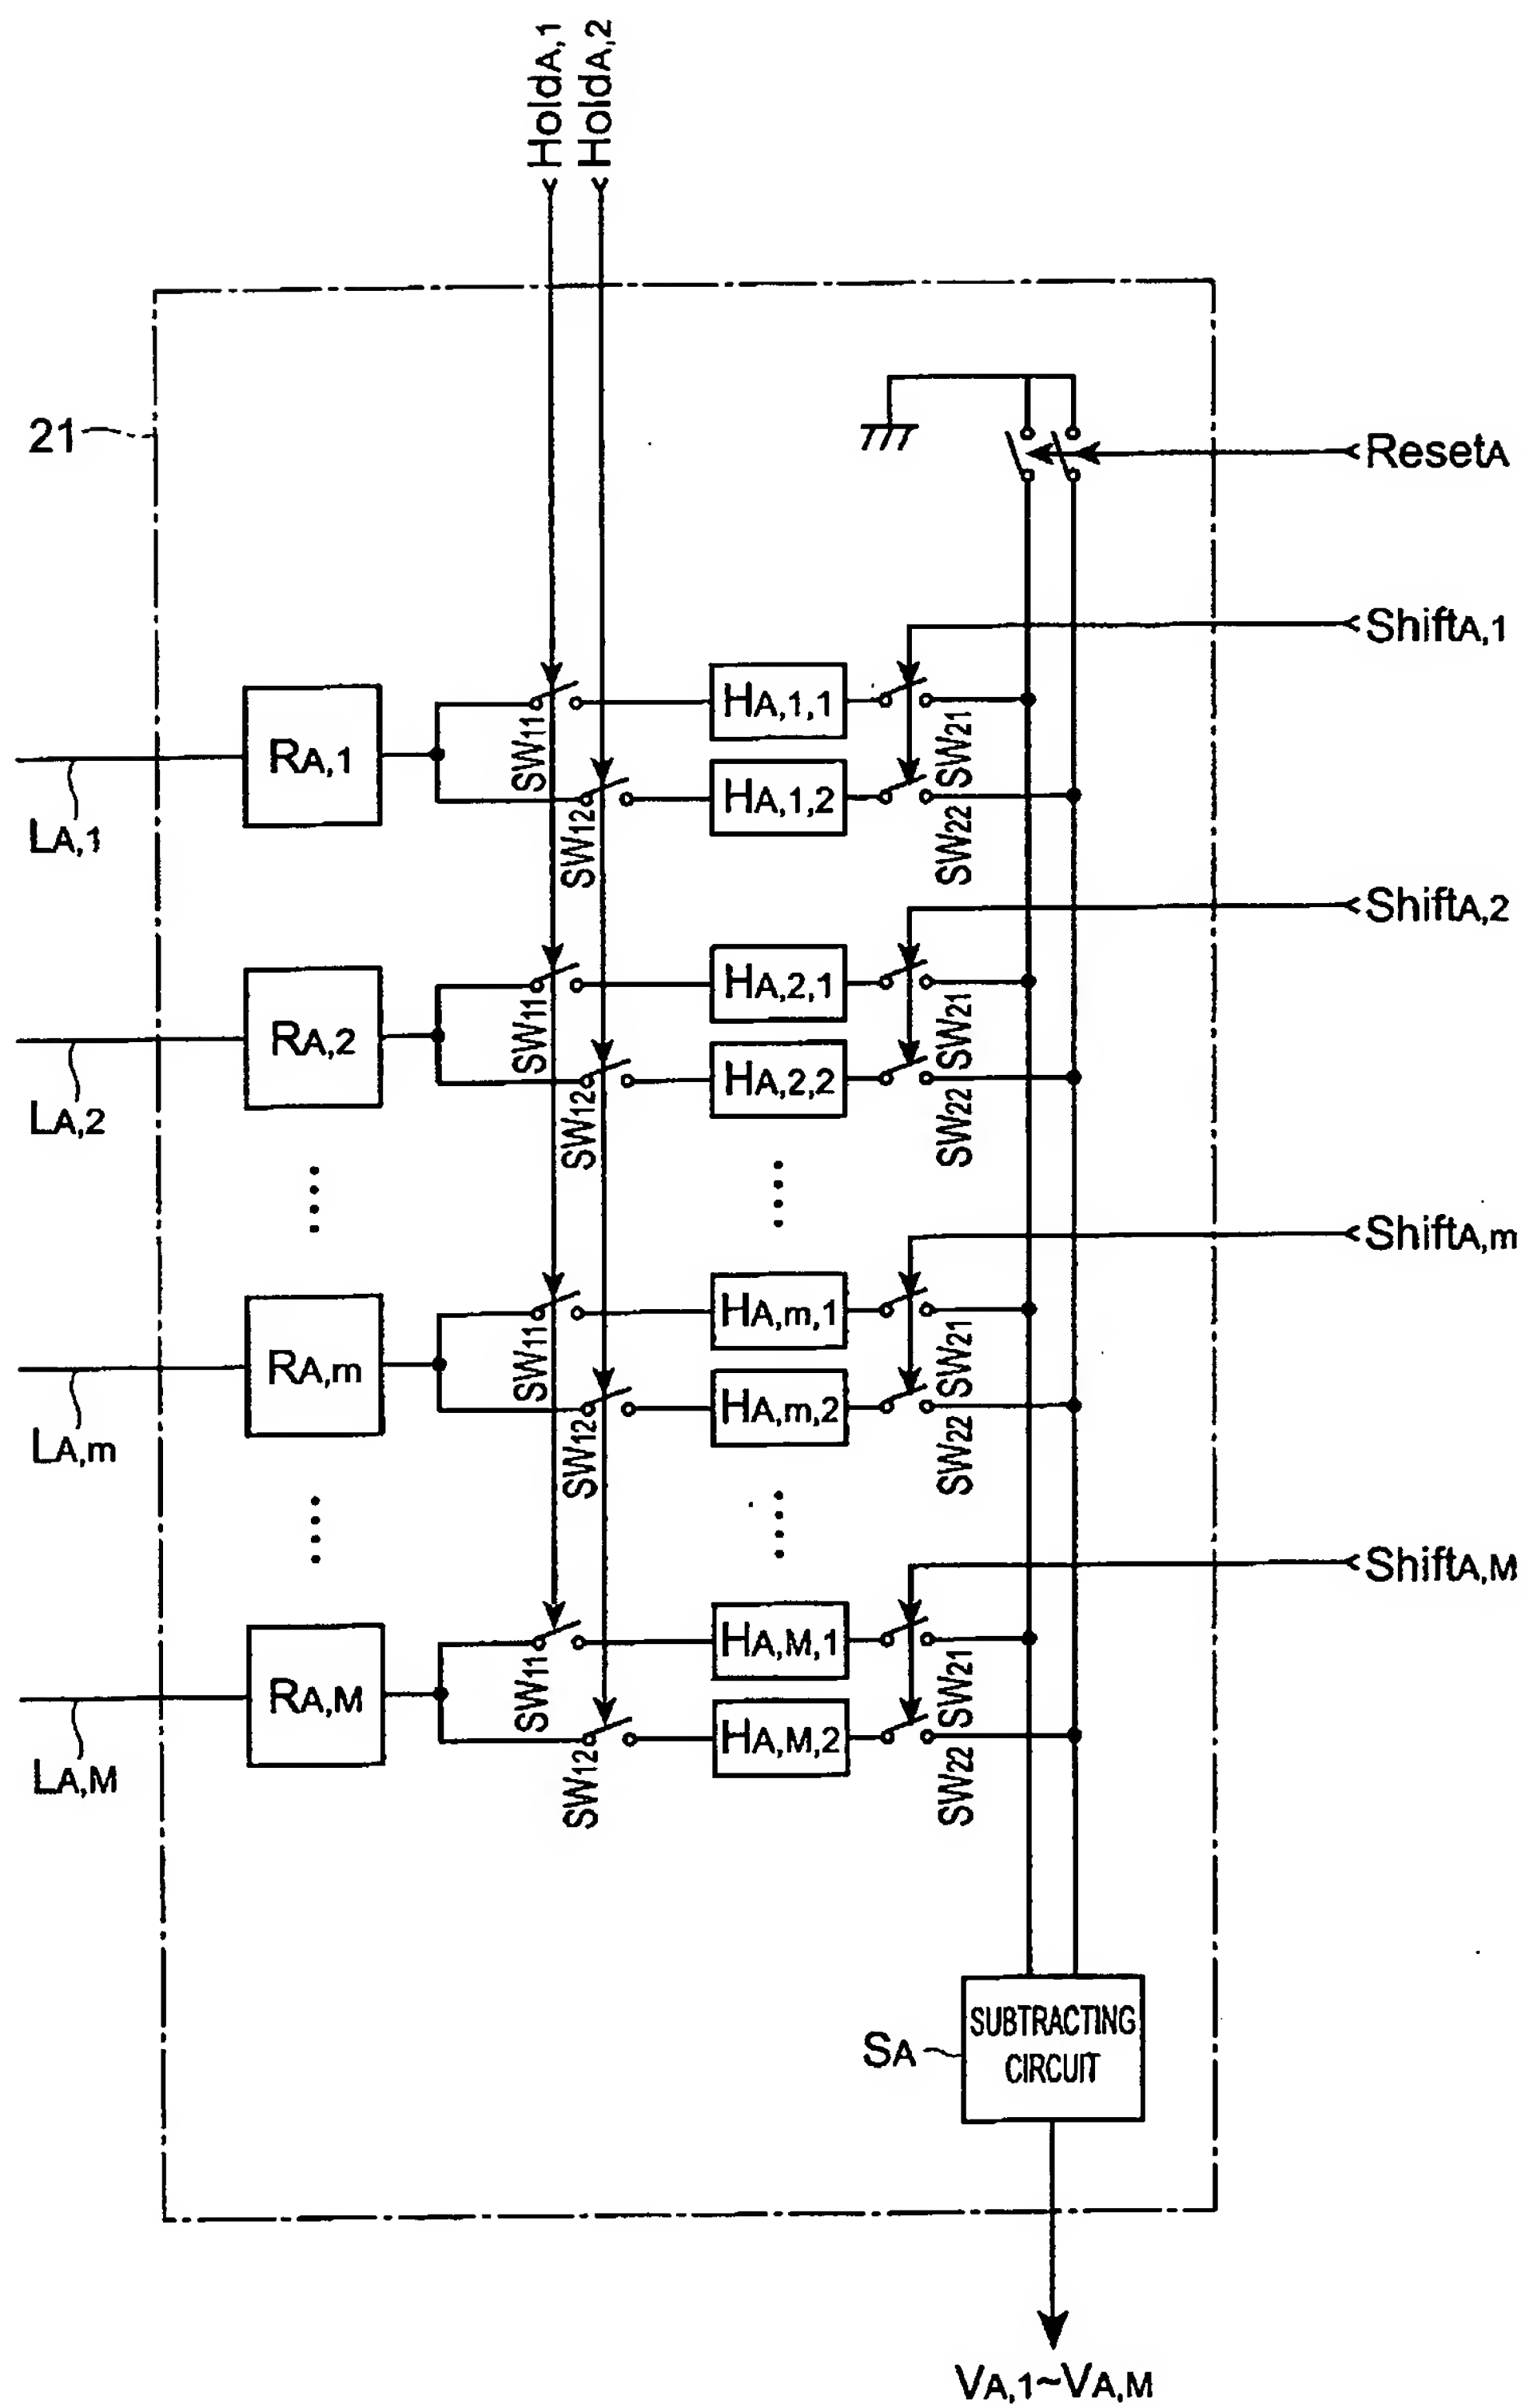 HoldA,1
HoldA,2
21
ResetA
ShiftA,1
RA,1
SW11
HA,1,1
SW21
LA,1
SW12
HA,1,2
SW22
ShiftA,2
RA,2
SW11
HA,2,1
SW21
LA,2
SW12
HA,2,2
SW22
ShiftA,m
RA,m
SW11
HA,m,1
SW21
LA,m
SW12
HA,m,2
SW22
ShiftA,M
RA,M
SW11
HA,M,1
SW21
LA,M
SW12
HA,M,2
SW22
SA
SUBTRACTING
CIRCUIT
VA,1~VA,M